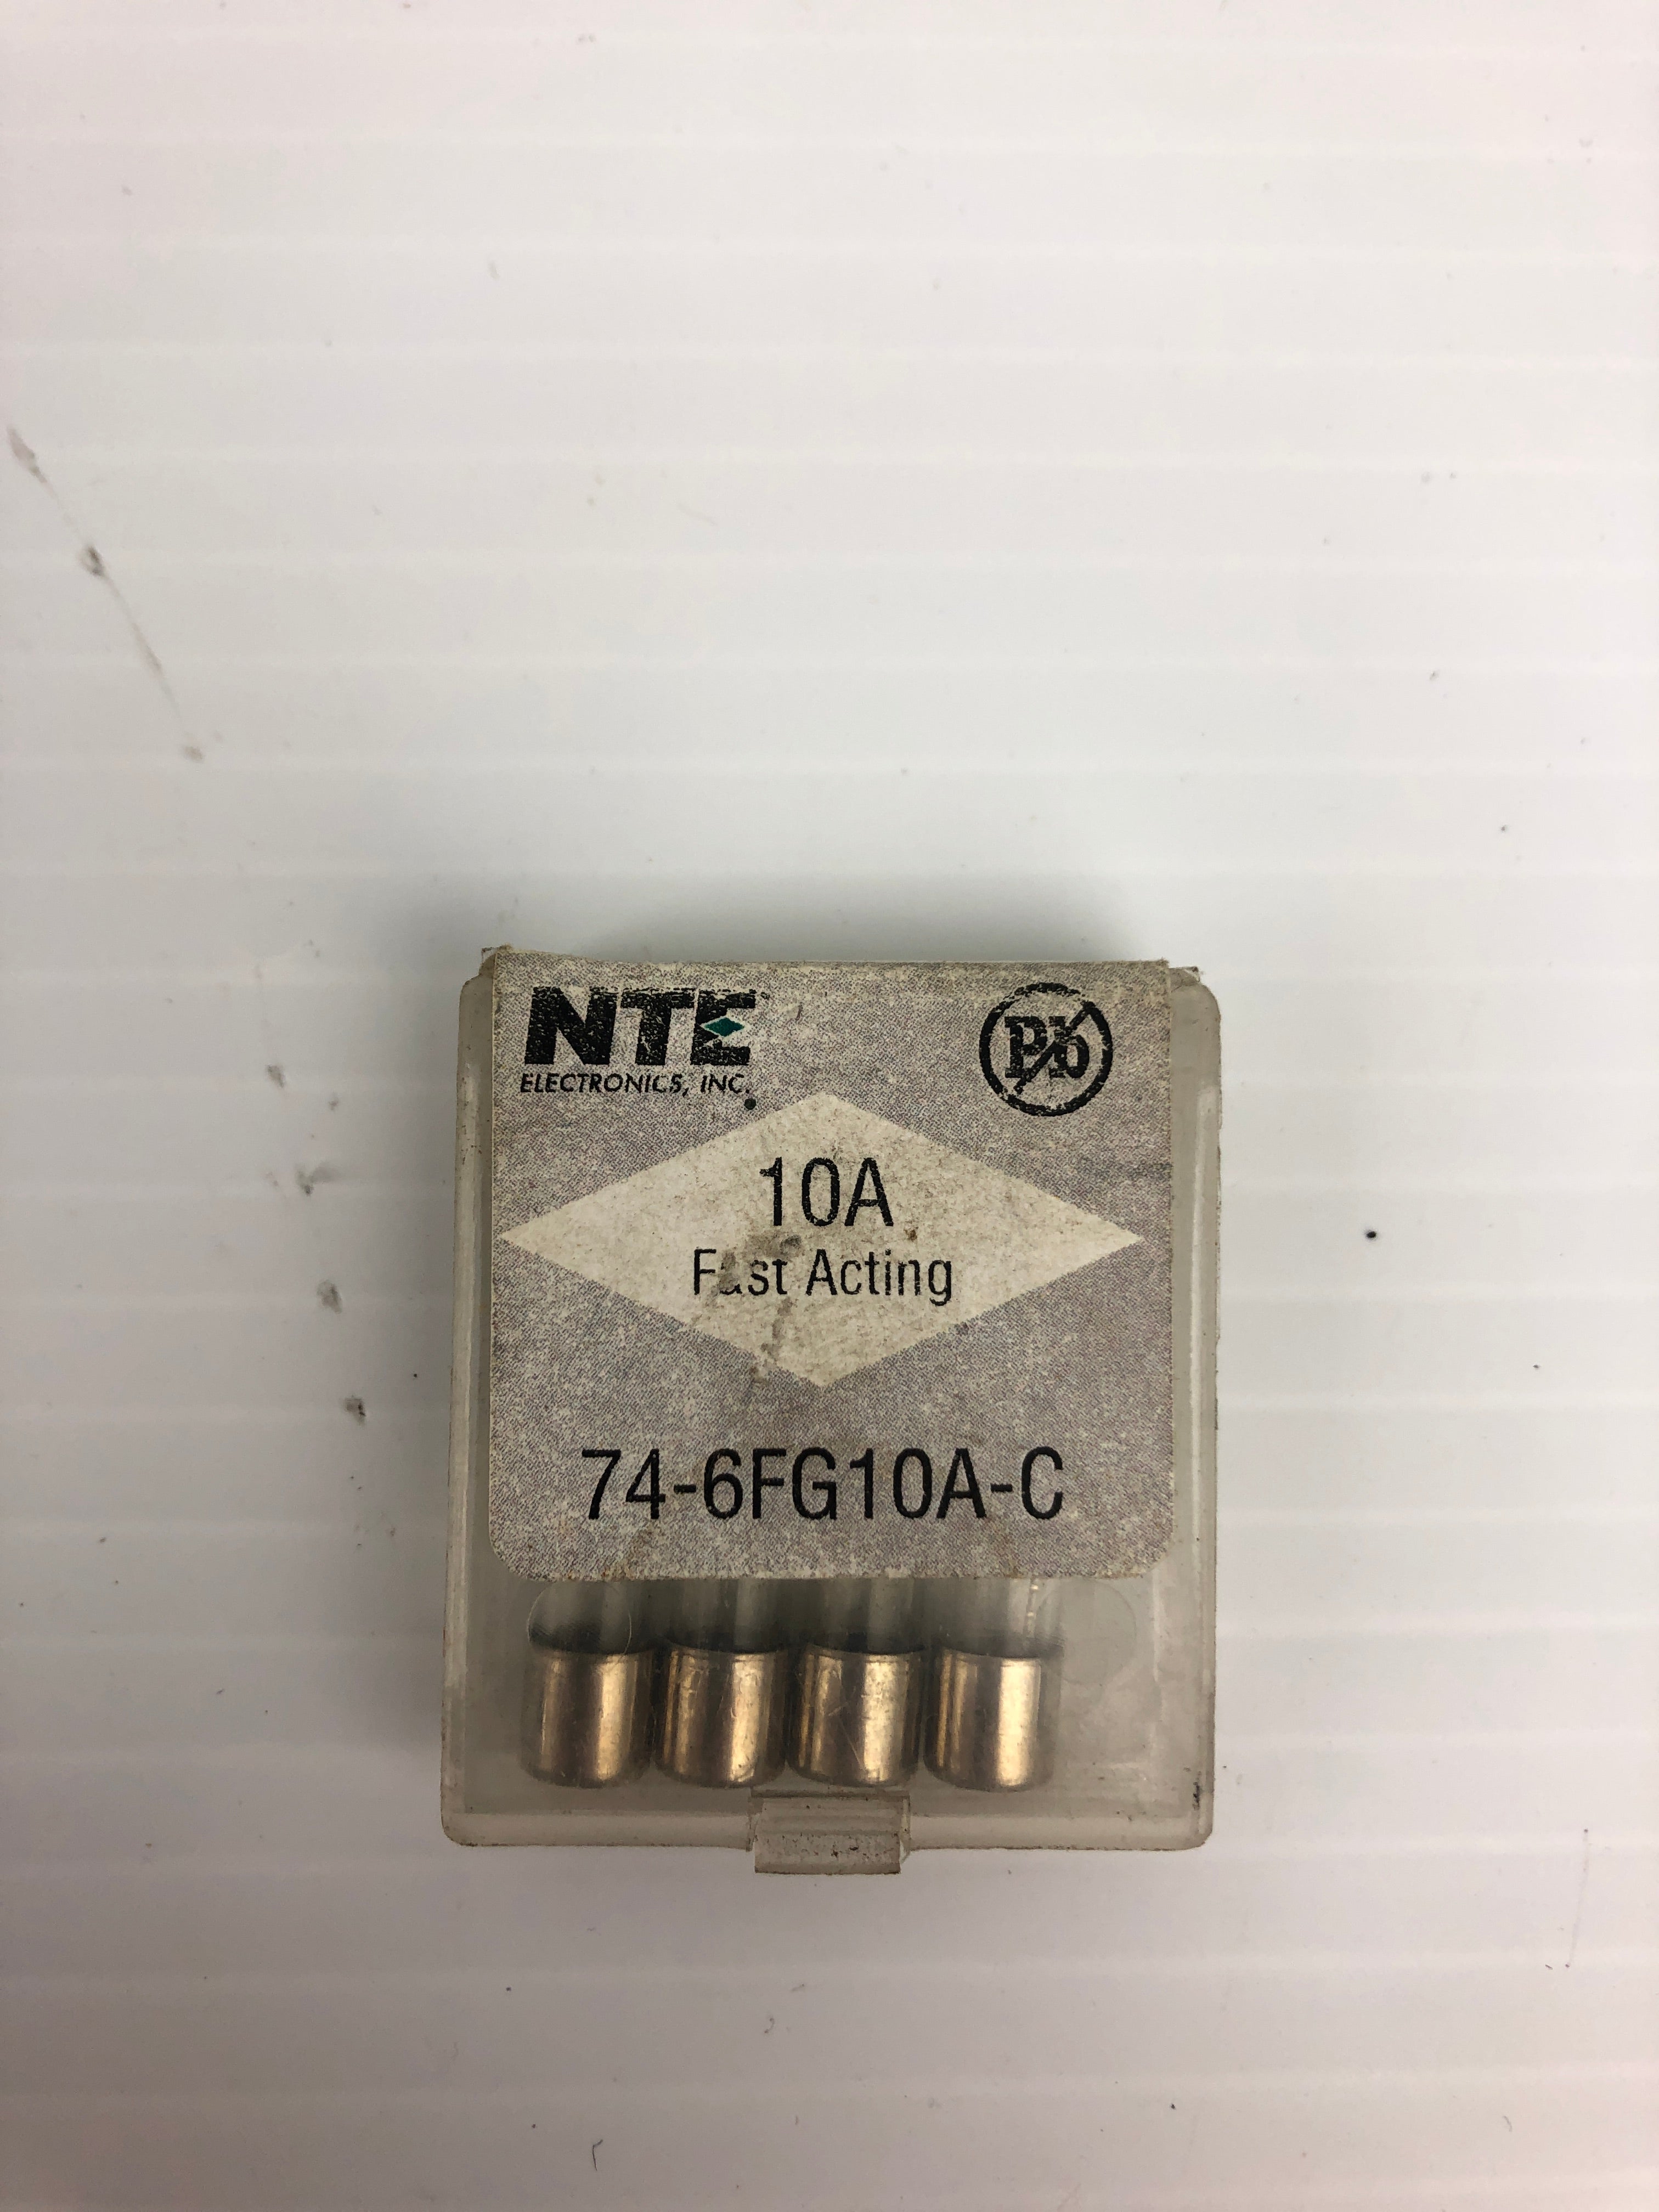 NTE
ELECTRONICS, INC.
Pb
10A
Fast Acting
74-6FG10A-C